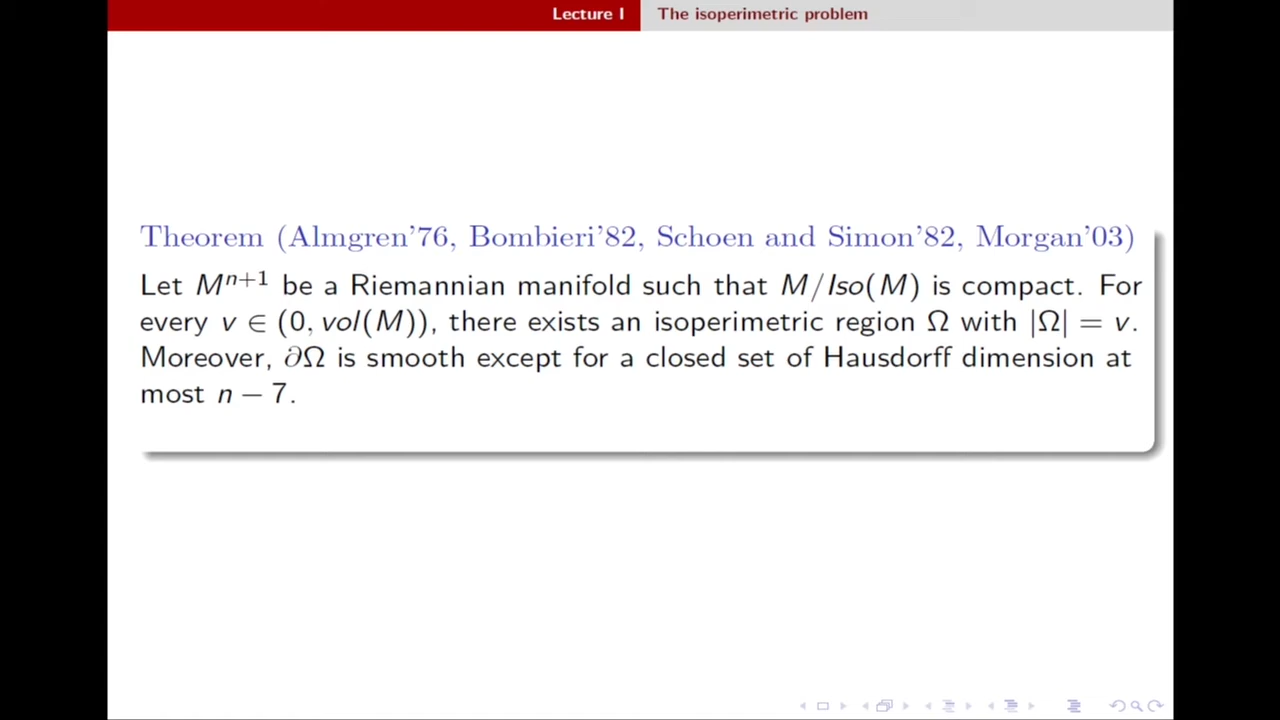 Lecture I The isoperimetric problem
Theorem (Almgren'76, Bombieri'82, Schoen and Simon'82, Morgan'03)
Let Mⁿ⁺¹ be a Riemannian manifold such that M/Iso(M) is compact. For
every v ∈ (0, vol(M)), there exists an isoperimetric region Ω with |Ω| = v.
Moreover, ∂Ω is smooth except for a closed set of Hausdorff dimension at
most n − 7.